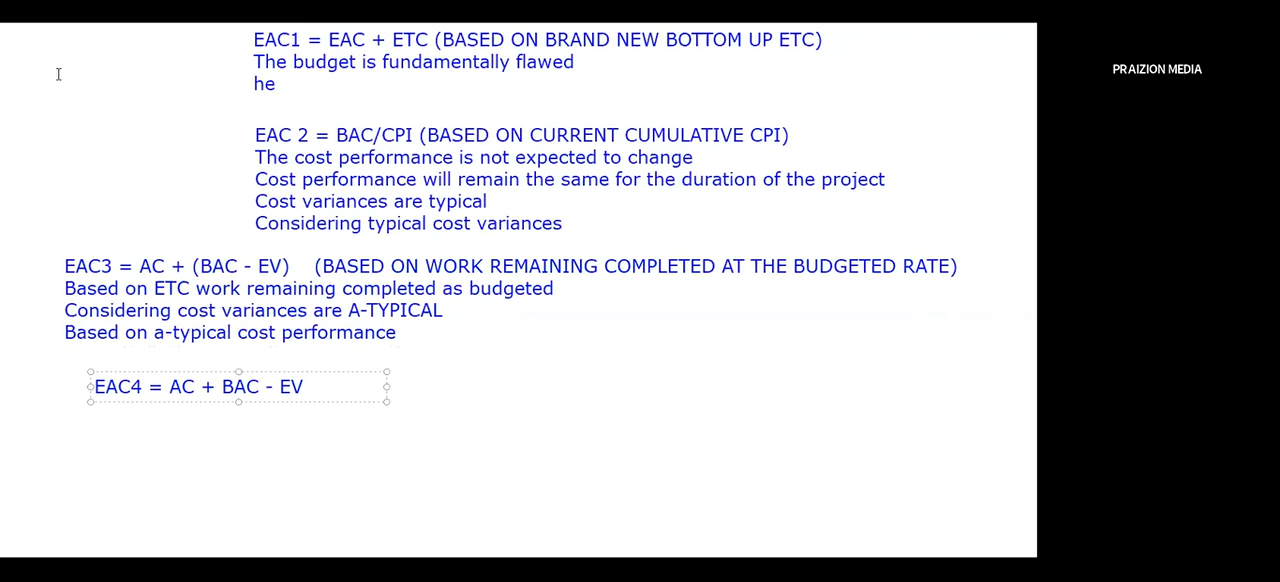 EAC1 = EAC + ETC (BASED ON BRAND NEW BOTTOM UP ETC)
The budget is fundamentally flawed
he
PRAIZION MEDIA
EAC 2 = BAC/CPI (BASED ON CURRENT CUMULATIVE CPI)
The cost performance is not expected to change
Cost performance will remain the same for the duration of the project
Cost variances are typical
Considering typical cost variances
EAC3 = AC + (BAC - EV) (BASED ON WORK REMAINING COMPLETED AT THE BUDGETED RATE)
Based on ETC work remaining completed as budgeted
Considering cost variances are A-TYPICAL
Based on a-typical cost performance
EAC4 = AC + BAC - EV